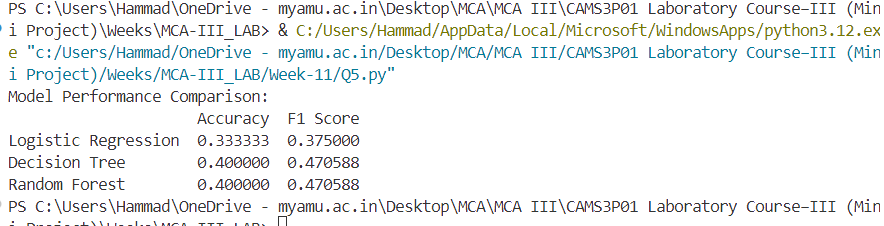 PS C:\Users\Hammad\OneDrive - myamu.ac.in\Desktop\MCA\MCA III\CAMS3P01 Laboratory Course–III (Min
i Project)\Weeks\MCA-III_LAB> & C:/Users/Hammad/AppData/Local/Microsoft/WindowsApps/python3.12.ex
e "c:/Users/Hammad/OneDrive - myamu.ac.in/Desktop/MCA/MCA III/CAMS3P01 Laboratory Course–III (Min
i Project)/Weeks/MCA-III_LAB/Week-11/Q5.py"
Model Performance Comparison:
Accuracy F1 Score
Logistic Regression 0.333333 0.375000
Decision Tree 0.400000 0.470588
Random Forest 0.400000 0.470588
PS C:\Users\Hammad\OneDrive - myamu.ac.in\Desktop\MCA\MCA III\CAMS3P01 Laboratory Course–III (Min
i Project)\Weeks\MCA-III_LAB>